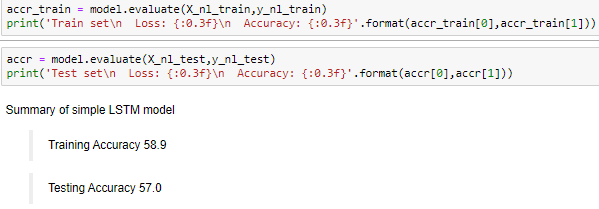 accr_train = model.evaluate(X_nl_train,y_nl_train)
print('Train set\n  Loss: {:0.3f}\n  Accuracy: {:0.3f}'.format(accr_train[0],accr_train[1]))
accr = model.evaluate(X_nl_test,y_nl_test)
print('Test set\n  Loss: {:0.3f}\n  Accuracy: {:0.3f}'.format(accr[0],accr[1]))
Summary of simple LSTM model
Training Accuracy 58.9
Testing Accuracy 57.0